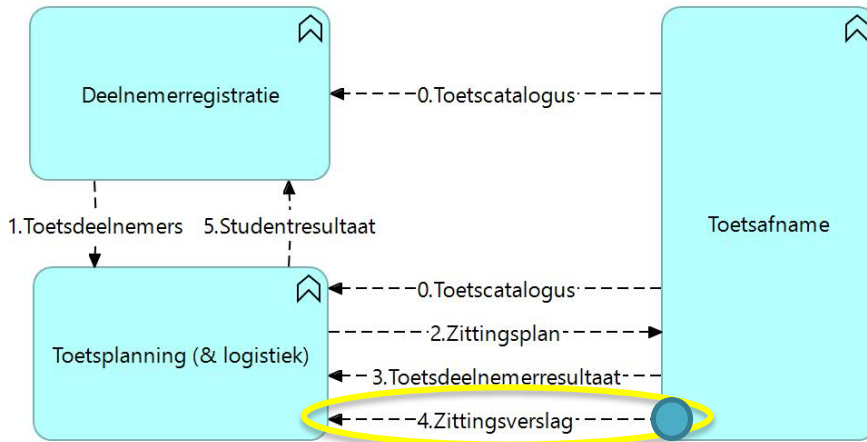 Deelnemerregistratie
0.Toetscatalogus
Toetsafname
1.Toetsdeelnemers
5.Studentresultaat
0.Toetscatalogus
Toetsplanning (& logistiek)
2.Zittingsplan
3.Toetsdeelnemerresultaat
4.Zittingsverslag